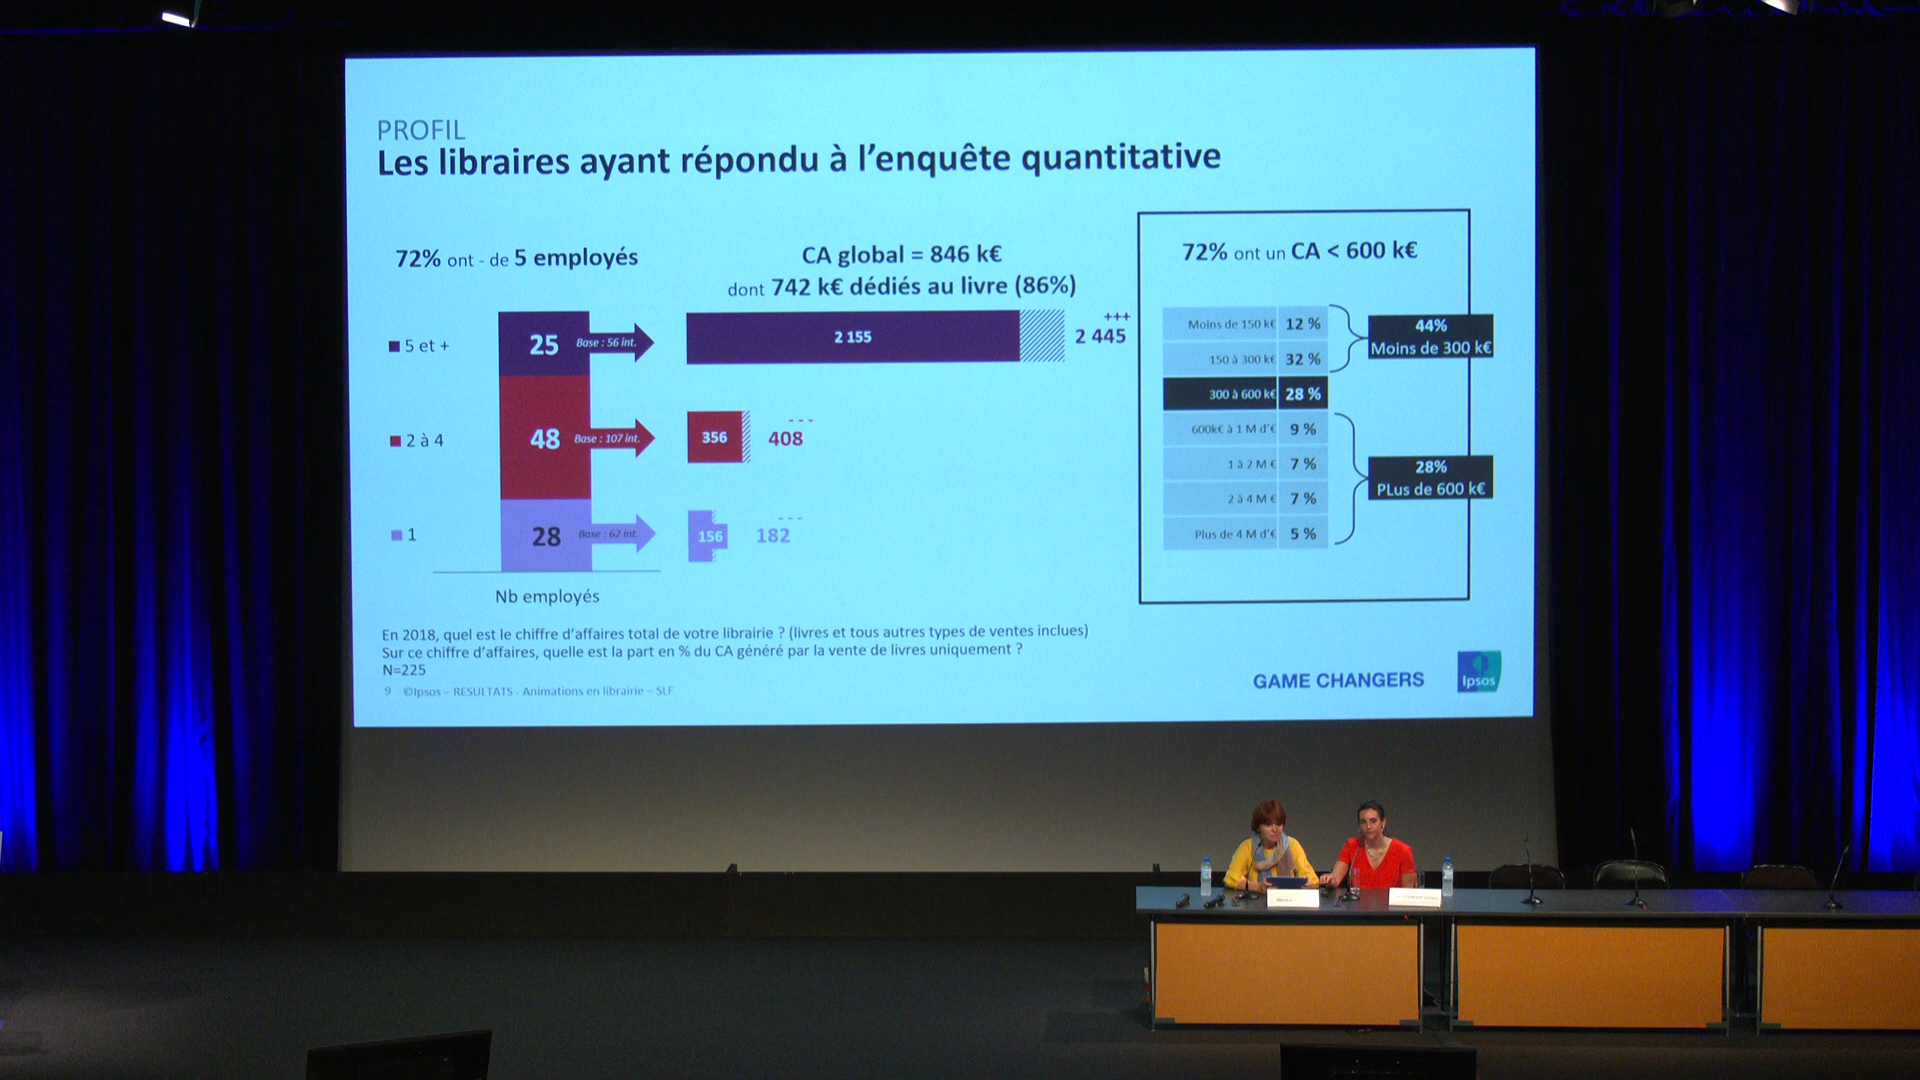 PROFIL
Les libraires ayant répondu à l'enquête quantitative
72% ont - de 5 employés
5 et +
25
Base : 56 int.
2 à 4
48
Base : 107 int.
1
28
Base : 62 int.
Nb employés
CA global = 846 k€
dont 742 k€ dédiés au livre (86%)
2 155
+++
2 445
356
- - -
408
156
- - -
182
72% ont un CA < 600 k€
Moins de 150 k€ 12 %
150 à 300 k€ 32 %
300 à 600 k€ 28 %
600k€ à 1 M d'€ 9 %
1 à 2 M € 7 %
2 à 4 M € 7 %
Plus de 4 M d'€ 5 %
44%
Moins de 300 k€
28%
PLus de 600 k€
En 2018, quel est le chiffre d'affaires total de votre librairie ? (livres et tous autres types de ventes inclues)
Sur ce chiffre d'affaires, quelle est la part en % du CA généré par la vente de livres uniquement ?
N=225
9 ©Ipsos – RESULTATS - Animations en librairie – SLF
GAME CHANGERS
Ipsos